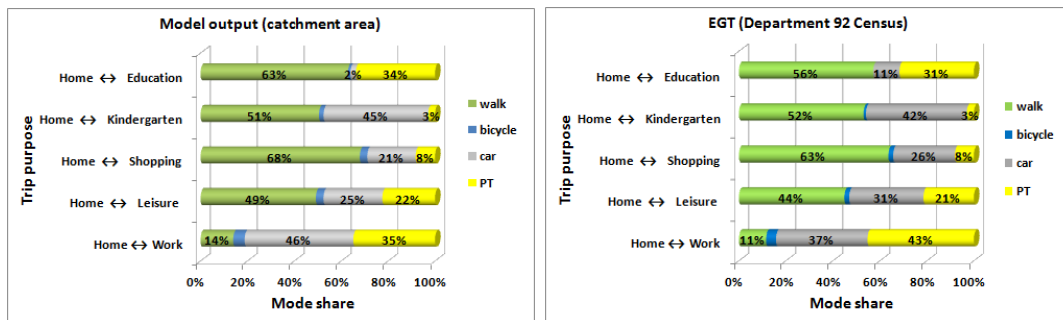 Model output (catchment area)
Trip purpose
Home ↔ Education
63%
2%
34%
Home ↔ Kindergarten
51%
45%
3%
Home ↔ Shopping
68%
21%
8%
Home ↔ Leisure
49%
25%
22%
Home ↔ Work
14%
46%
35%
0%
20%
40%
60%
80%
100%
Mode share
walk
bicycle
car
PT
EGT (Department 92 Census)
Trip purpose
Home ↔ Education
56%
11%
31%
Home ↔ Kindergarten
52%
42%
3%
Home ↔ Shopping
63%
26%
8%
Home ↔ Leisure
44%
31%
21%
Home ↔ Work
11%
37%
43%
0%
20%
40%
60%
80%
100%
Mode share
walk
bicycle
car
PT